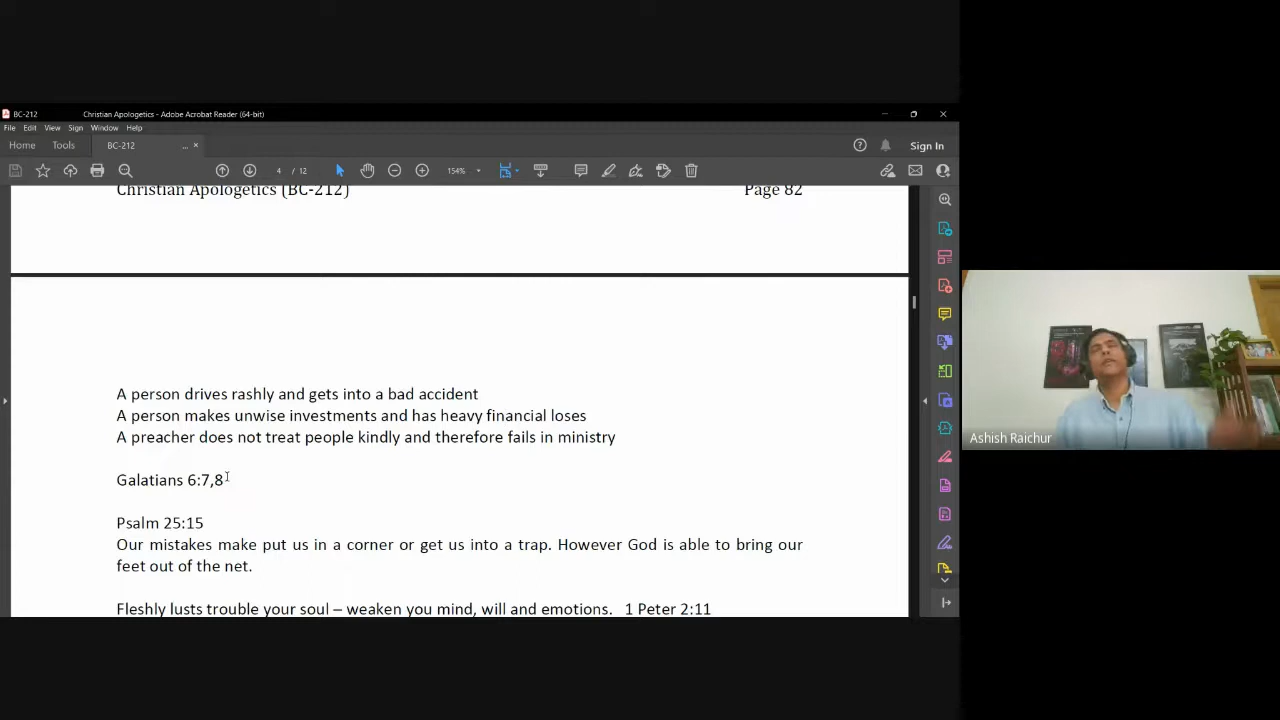 BC-212 Christian Apologetics - Adobe Acrobat Reader (64-bit)
File Edit View Sign Window Help
Home Tools BC-212 ... × Sign In
4 / 12 154%
Christian Apologetics (BC-212) Page 82
A person drives rashly and gets into a bad accident
A person makes unwise investments and has heavy financial loses
A preacher does not treat people kindly and therefore fails in ministry
Galatians 6:7,8
Psalm 25:15
Our mistakes make put us in a corner or get us into a trap. However God is able to bring our
feet out of the net.
Fleshly lusts trouble your soul – weaken you mind, will and emotions. 1 Peter 2:11
Ashish Raichur